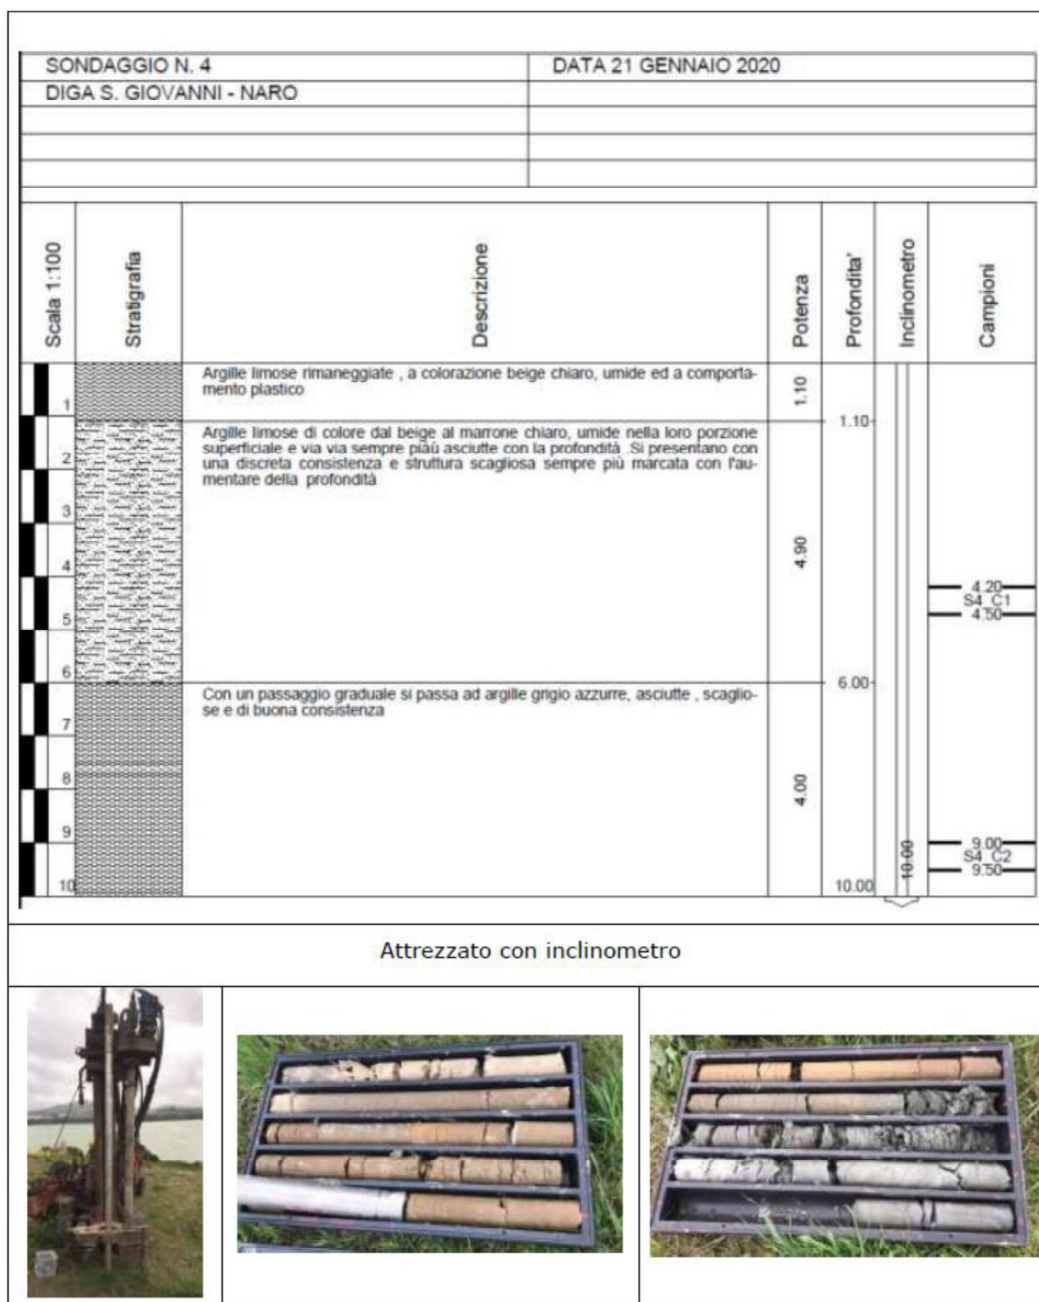 SONDAGGIO N. 4
DATA 21 GENNAIO 2020
DIGA S. GIOVANNI - NARO
Scala 1:100
Stratigrafia
Descrizione
Potenza
Profondita'
Inclinometro
Campioni
Argille limose rimaneggiate , a colorazione beige chiaro, umide ed a comporta-
mento plastico
1.10
1
1.10
Argille limose di colore dal beige al marrone chiaro, umide nella loro porzione
superficiale e via via sempre piaù asciutte con la profondità .Si presentano con
una discreta consistenza e struttura scagliosa sempre più marcata con l'au-
mentare della profondità
2
3
4
4.90
4.20
S4 C1
4.50
5
6
6.00
Con un passaggio graduale si passa ad argille grigio azzurre, asciutte , scaglio-
se e di buona consistenza
7
8
4.00
9
9.00
S4 C2
9.50
10.00
10
10.00
Attrezzato con inclinometro